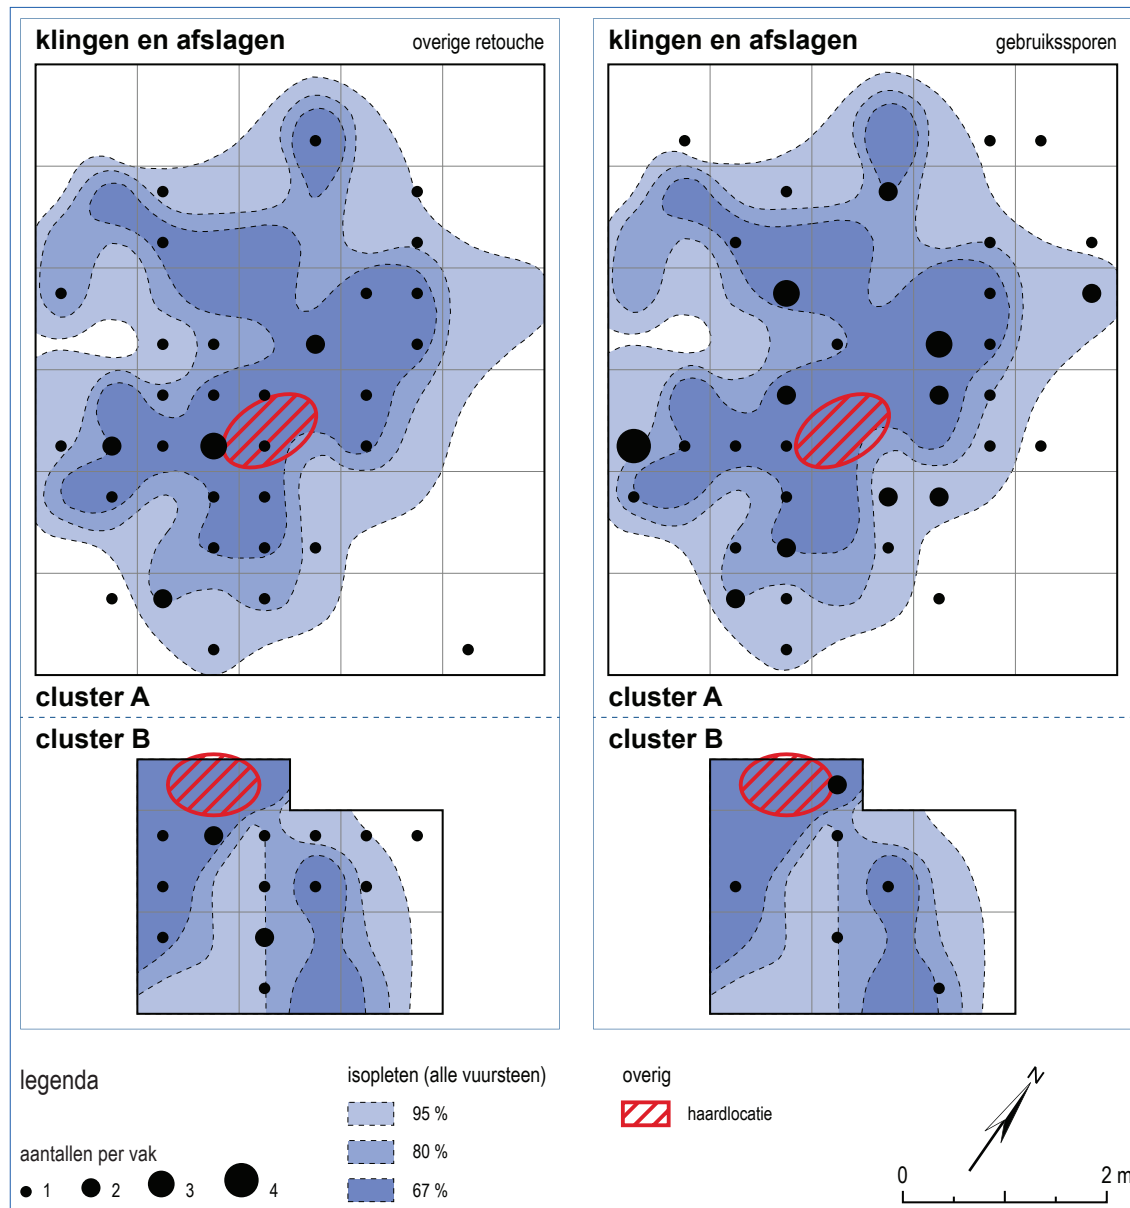 klingen en afslagen overige retouche
cluster A
cluster B
klingen en afslagen gebruikssporen
cluster A
cluster B
legenda
aantallen per vak
1 2 3 4
isopleten (alle vuursteen)
95 %
80 %
67 %
overig
haardlocatie
N
0 2 m